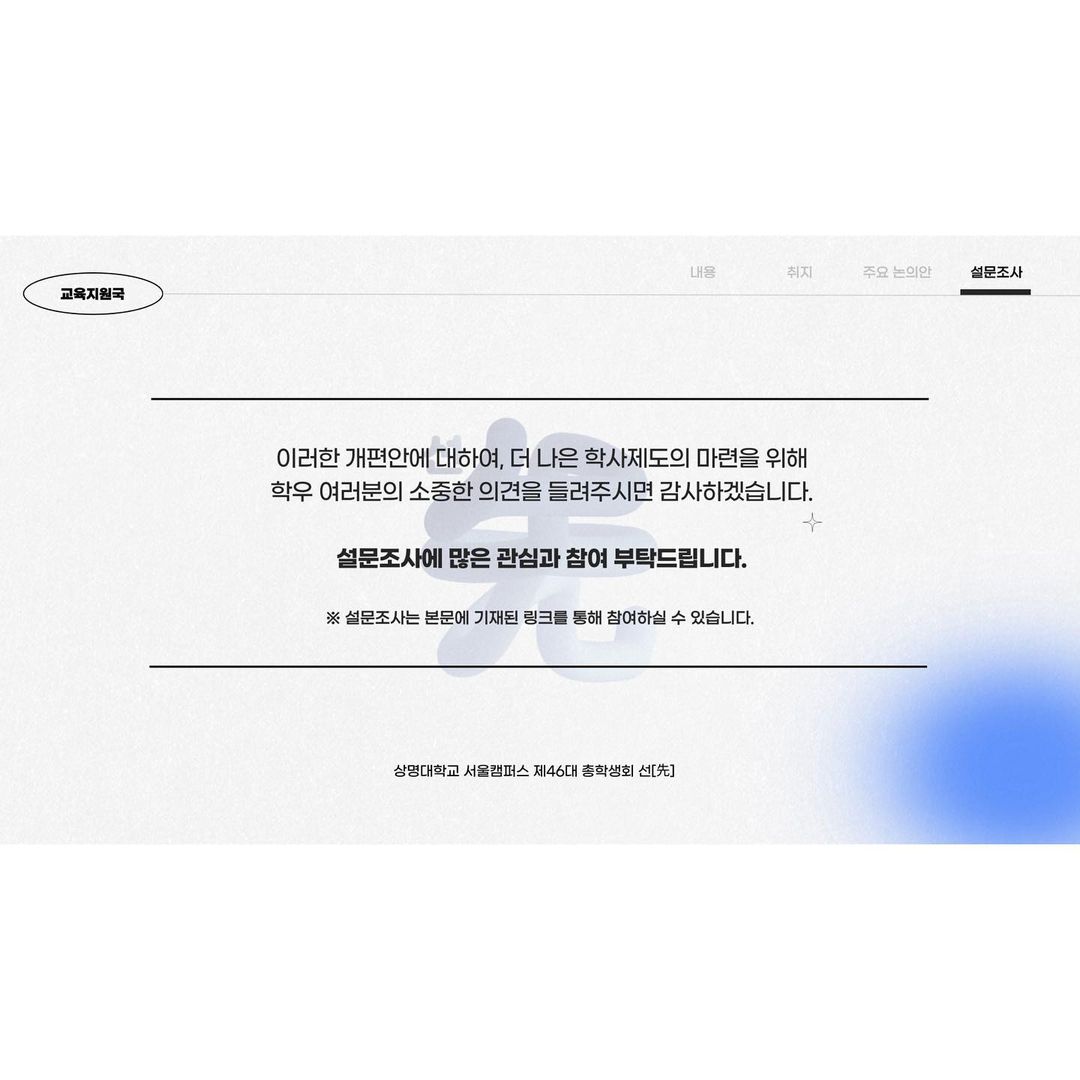 교육지원국
내용 취지 주요 논의안 설문조사
이러한 개편안에 대하여, 더 나은 학사제도의 마련을 위해
학우 여러분의 소중한 의견을 들려주시면 감사하겠습니다.
설문조사에 많은 관심과 참여 부탁드립니다.
※ 설문조사는 본문에 기재된 링크를 통해 참여하실 수 있습니다.
상명대학교 서울캠퍼스 제46대 총학생회 선[先]